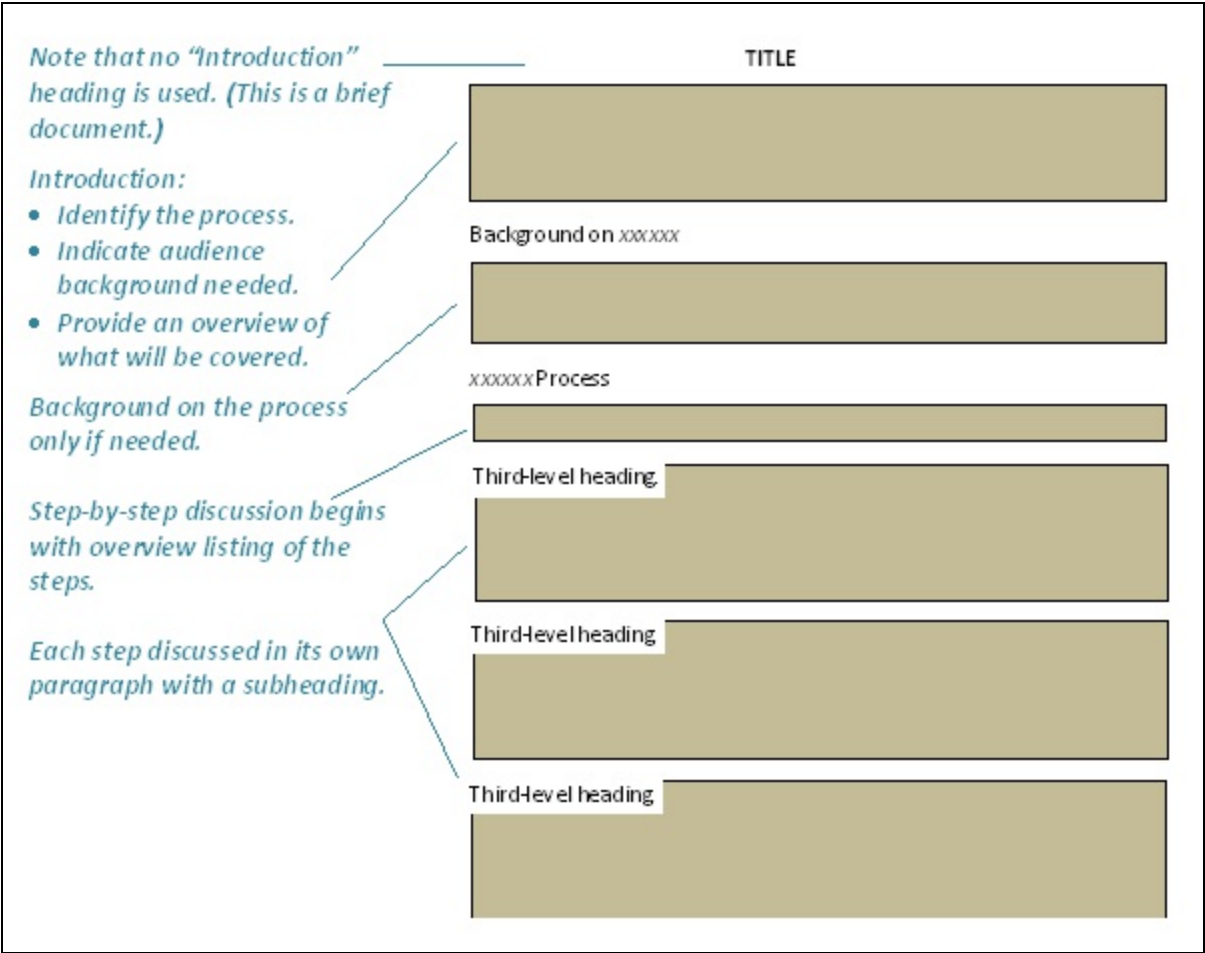 Note that no “Introduction”
heading is used. (This is a brief
document.)
Introduction:
• Identify the process.
• Indicate audience
background needed.
• Provide an overview of
what will be covered.
Background on the process
only if needed.
Step-by-step discussion begins
with overview listing of the
steps.
Each step discussed in its own
paragraph with a subheading.
TITLE
Background on xxxxxx
xxxxxx Process
Third-level heading.
Third-level heading
Third-level heading